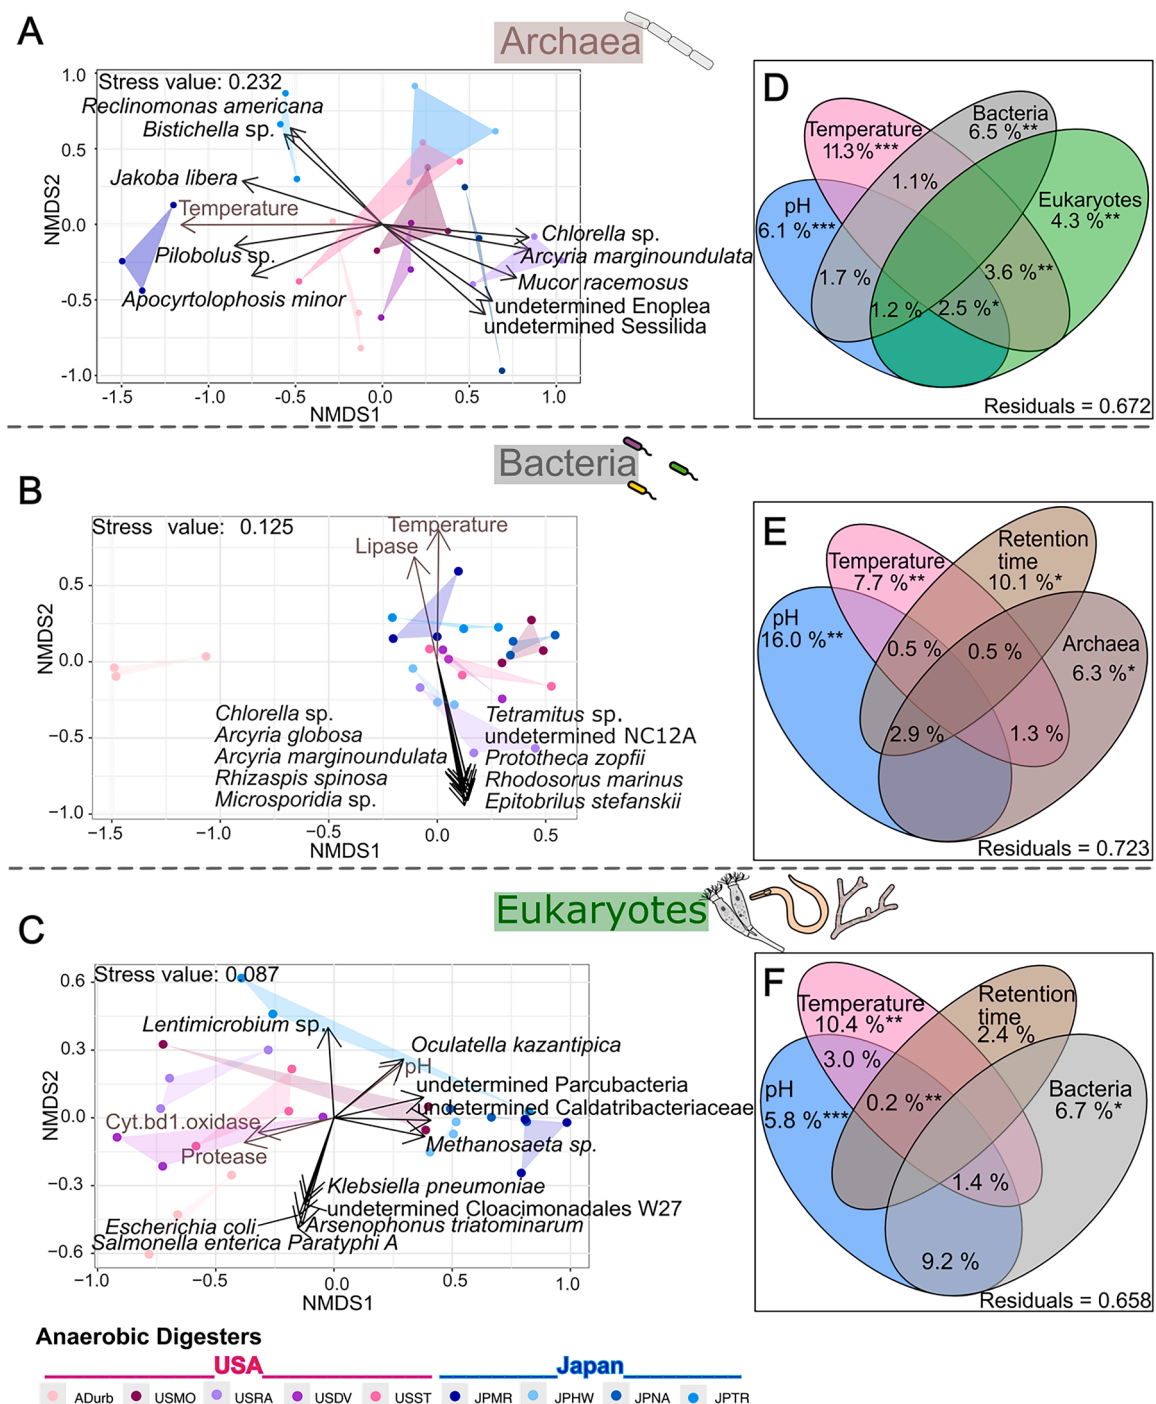 A
Archaea
Stress value: 0.232
Reclinomonas americana
Bistichella sp.
Jakoba libera
Temperature
Pilobolus sp.
Apocyrtolophosis minor
Chlorella sp.
Arcyria marginoundulata
Mucor racemosus
undetermined Enoplea
undetermined Sessilida
1.0
0.5
0.0
-0.5
-1.0
NMDS2
-1.5 -1.0 -0.5 0.0 0.5 1.0
NMDS1
D
Temperature
11.3%***
Bacteria
6.5 %**
Eukaryotes
4.3 %**
pH
6.1 %***
1.1%
1.7 %
3.6 %**
1.2 %
2.5 %*
Residuals = 0.672
B
Bacteria
Stress value: 0.125
Temperature
Lipase
Chlorella sp.
Arcyria globosa
Arcyria marginoundulata
Rhizaspis spinosa
Microsporidia sp.
Tetramitus sp.
undetermined NC12A
Prototheca zopfii
Rhodosorus marinus
Epitobrilus stefanskii
0.5
0.0
−0.5
−1.0
NMDS2
−1.5 −1.0 −0.5 0.0 0.5
NMDS1
E
Temperature
7.7 %**
Retention
time
10.1 %*
pH
16.0 %**
Archaea
6.3 %*
0.5 %
0.5 %
2.9 %
1.3 %
Residuals = 0.723
C
Eukaryotes
Stress value: 0.087
Lentimicrobium sp.
Oculatella kazantipica
pH
undetermined Parcubacteria
undetermined Caldatribacteriaceae
Methanosaeta sp.
Cyt.bd1.oxidase
Protease
Klebsiella pneumoniae
undetermined Cloacimonadales W27
Escherichia coli
Arsenophonus triatominarum
Salmonella enterica Paratyphi A
0.6
0.3
0.0
−0.3
−0.6
NMDS2
−1.0 −0.5 0.0 0.5 1.0
NMDS1
F
Temperature
10.4 %**
Retention
time
2.4 %
pH
5.8 %***
Bacteria
6.7 %*
3.0 %
0.2 %**
1.4 %
9.2 %
Residuals = 0.658
Anaerobic Digesters
USA Japan
ADurb USMO USRA USDV USST JPMR JPHW JPNA JPTR